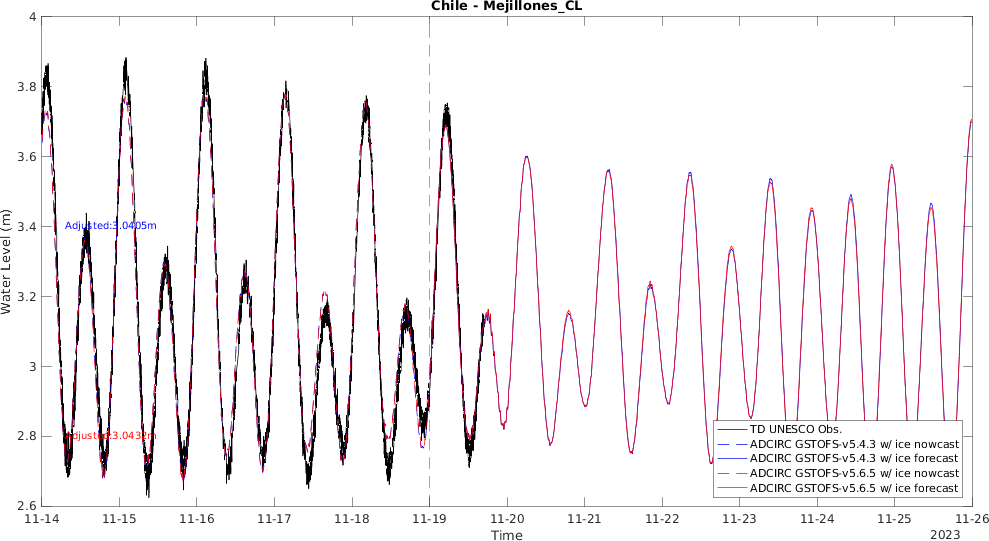 Chile - Mejillones_CL
4
3.8
3.6
3.4
3.2
3
2.8
2.6
Water Level (m)
Adjusted:3.0405m
Adjusted:3.0432m
TD UNESCO Obs.
ADCIRC GSTOFS-v5.4.3 w/ ice nowcast
ADCIRC GSTOFS-v5.4.3 w/ ice forecast
ADCIRC GSTOFS-v5.6.5 w/ ice nowcast
ADCIRC GSTOFS-v5.6.5 w/ ice forecast
11-14 11-15 11-16 11-17 11-18 11-19 11-20 11-21 11-22 11-23 11-24 11-25 11-26
Time
2023